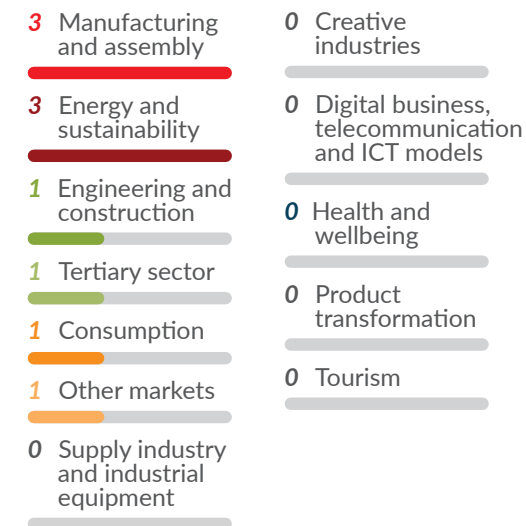 3 Manufacturing
and assembly
3 Energy and
sustainability
1 Engineering and
construction
1 Tertiary sector
1 Consumption
1 Other markets
0 Supply industry
and industrial
equipment
0 Creative
industries
0 Digital business,
telecommunication
and ICT models
0 Health and
wellbeing
0 Product
transformation
0 Tourism